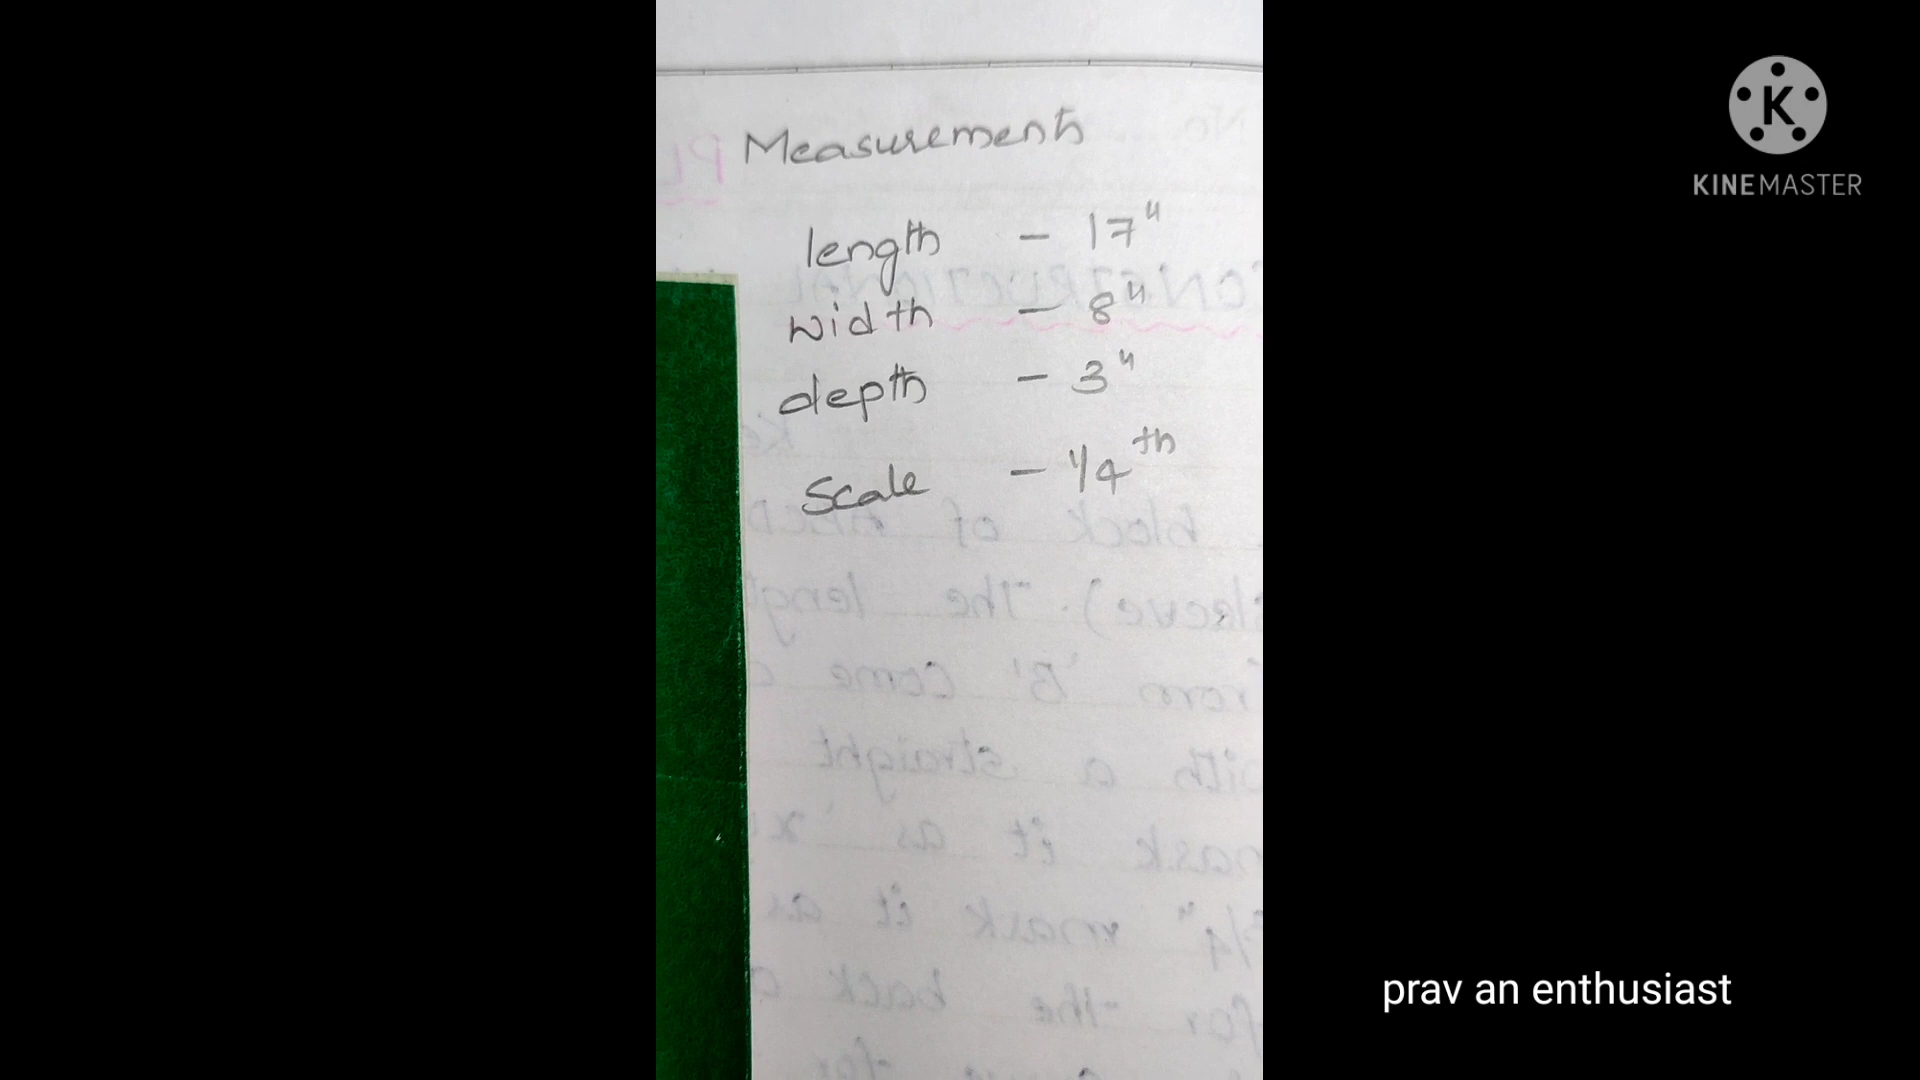 Measurements
length - 17"
width - 8"
depth - 3"
Scale - 1/4th
KINEMASTER
prav an enthusiast